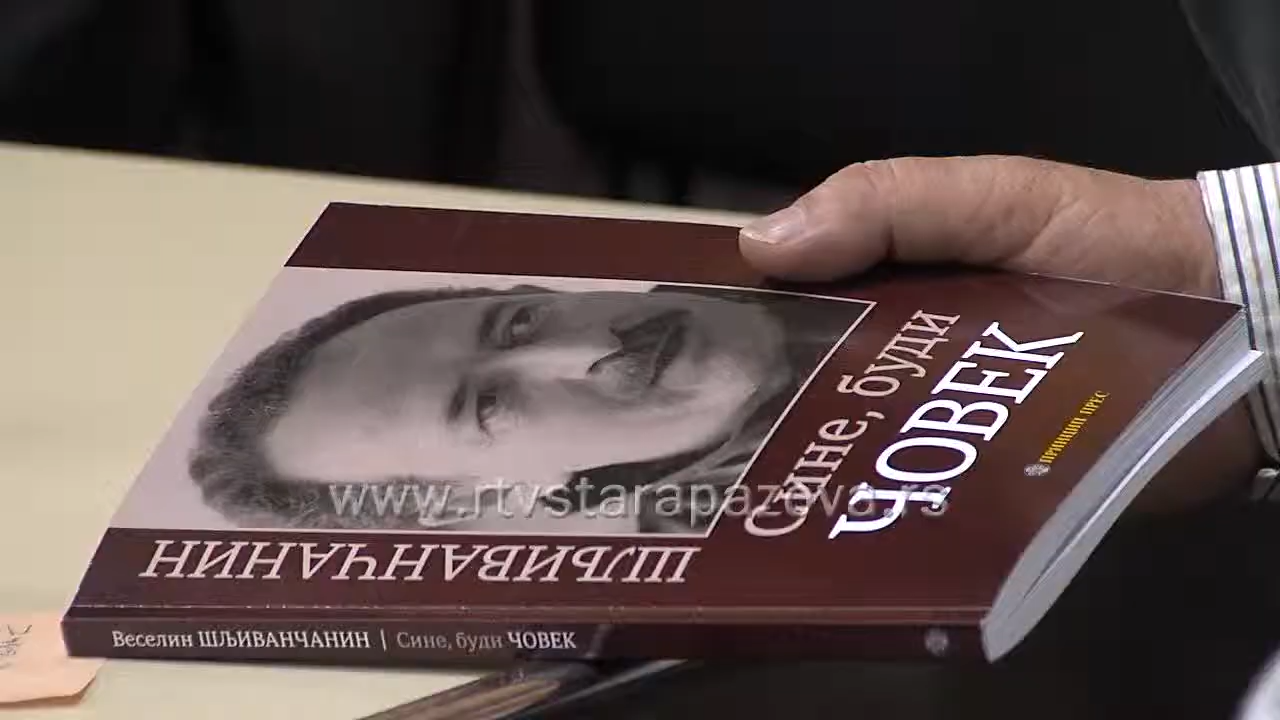 ШЉИВАНЧАНИН
Сине, буди
ЧОВЕК
ПРИНЦИП ПРЕС
Веселин ШЉИВАНЧАНИН | Сине, буди ЧОВЕК
www.rtvstarapazova.rs